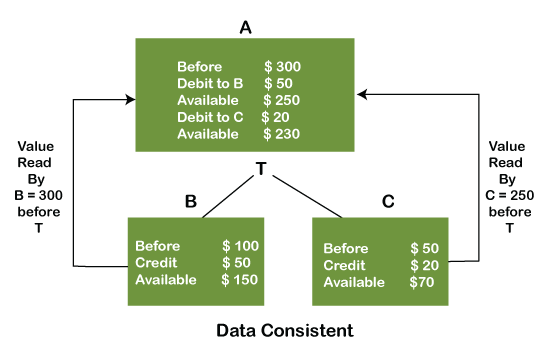 A
Before $ 300
Debit to B $ 50
Available $ 250
Debit to C $ 20
Available $ 230
Value
Read
By
B = 300
before
T
Value
Read
By
C = 250
before
T
T
B
Before $ 100
Credit $ 50
Available $ 150
C
Before $ 50
Credit $ 20
Available $70
Data Consistent